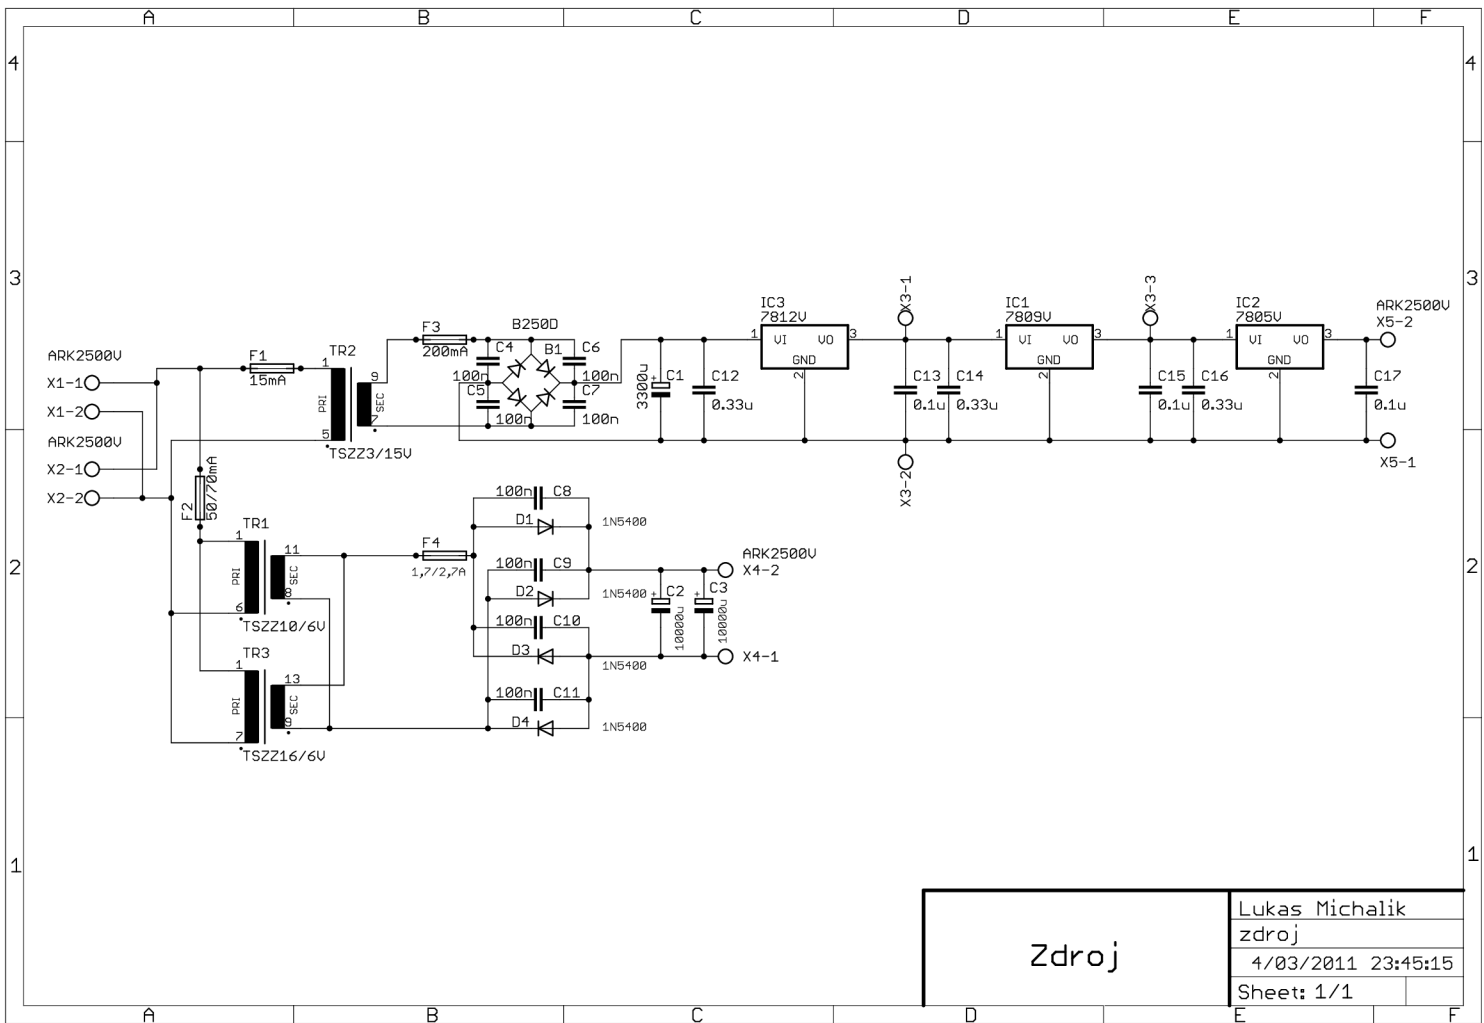 A B C D E F
4 4
3 3
2 2
1 1
ARK2500V
X1-1
X1-2
ARK2500V
X2-1
X2-2
F1
15mA
F2
50/70mA
TR2
1
5
PRI
SEC
9
7
TSZZ3/15V
F3
200mA
B250D
B1
C4
100n
C5
100n
C6
100n
C7
100n
C1
3300u
+
C12
0.33u
IC3
7812V
1 VI VO 3
GND
2
X3-1
X3-2
C13
0.1u
C14
0.33u
IC1
7809V
1 VI VO 3
GND
2
X3-3
C15
0.1u
C16
0.33u
IC2
7805V
1 VI VO 3
GND
2
C17
0.1u
ARK2500V
X5-2
X5-1
TR1
1
6
PRI
SEC
11
8
TSZZ10/6V
TR3
1
7
PRI
SEC
13
TSZZ16/6V
F4
1,7/2,7A
100n C8
D1
1N5400
100n C9
D2
1N5400
100n C10
D3
1N5400
100n C11
D4
1N5400
C2
10000u
+
C3
10000u
+
ARK2500V
X4-2
X4-1
Zdroj
Lukas Michalik
zdroj
4/03/2011 23:45:15
Sheet: 1/1
A B C D E F